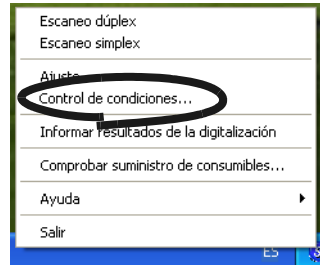 Escaneo dúplex
Escaneo simplex
Ajuste...
Control de condiciones...
Informar resultados de la digitalización
Comprobar suministro de consumibles...
Ayuda
Salir
ES